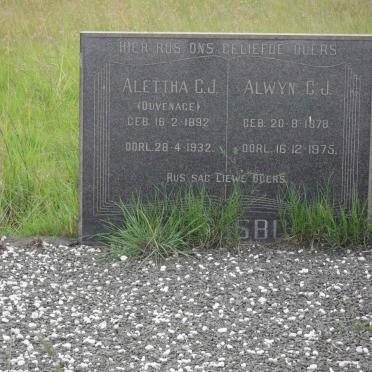 HIER RUS ONS GELIEFDE OUERS
ALETTHA C.J.
(DUVENAGE)
GEB. 16-2-1892
OORL. 28-4-1932.
ALWYN C.J.
GEB. 20-8-1878
OORL. 16-12-1975.
RUS SAG LIEWE OUERS